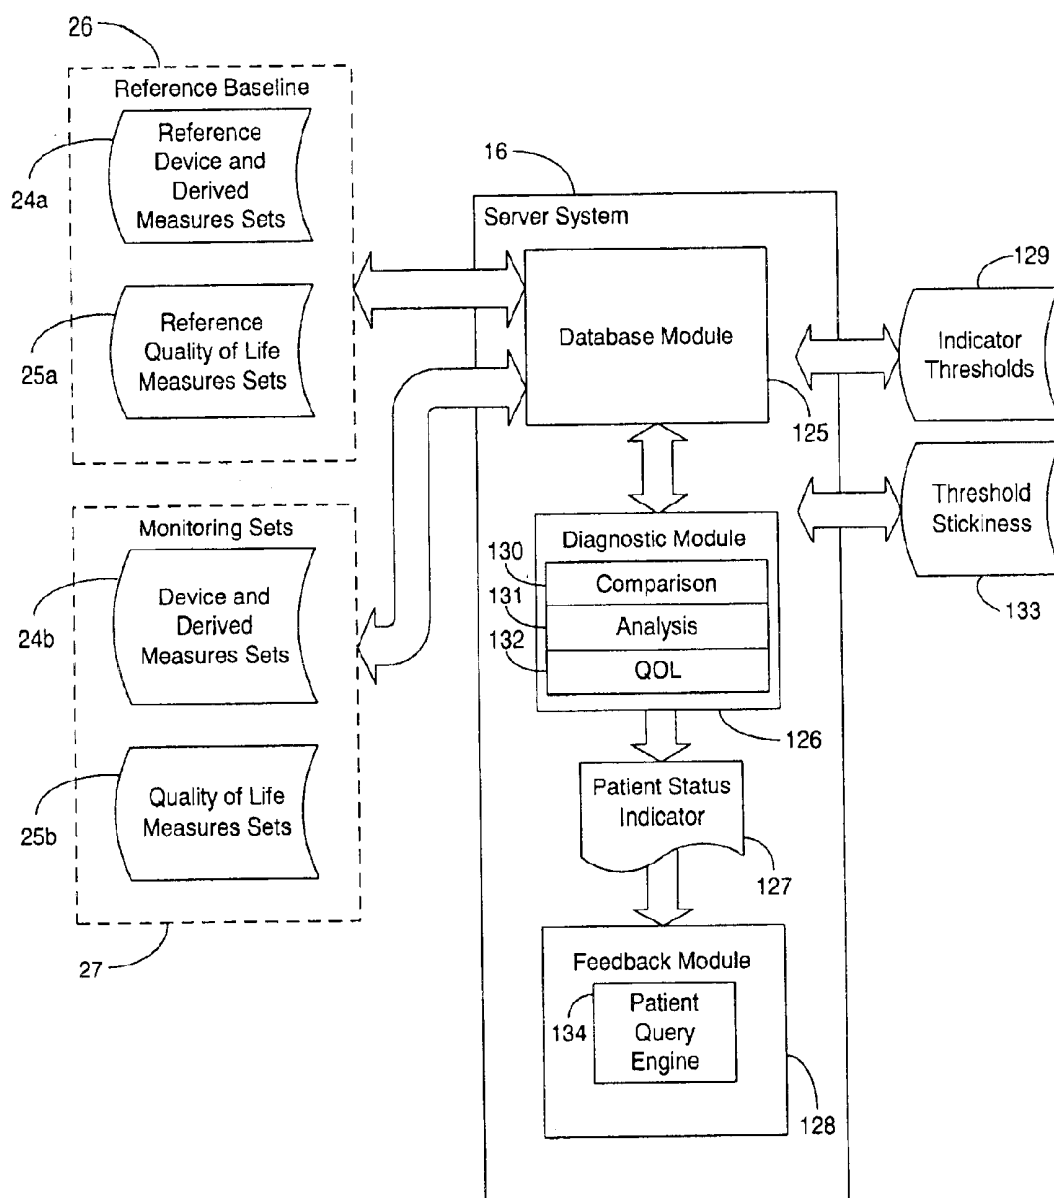 26
Reference Baseline
Reference
Device and
Derived
Measures Sets
24a
Reference
Quality of Life
Measures Sets
25a
Monitoring Sets
Device and
Derived
Measures Sets
24b
Quality of Life
Measures Sets
25b
27
16
Server System
Database Module
125
Diagnostic Module
130
Comparison
131
Analysis
132
QOL
126
Patient Status
Indicator
127
Feedback Module
134
Patient
Query
Engine
128
129
Indicator
Thresholds
Threshold
Stickiness
133